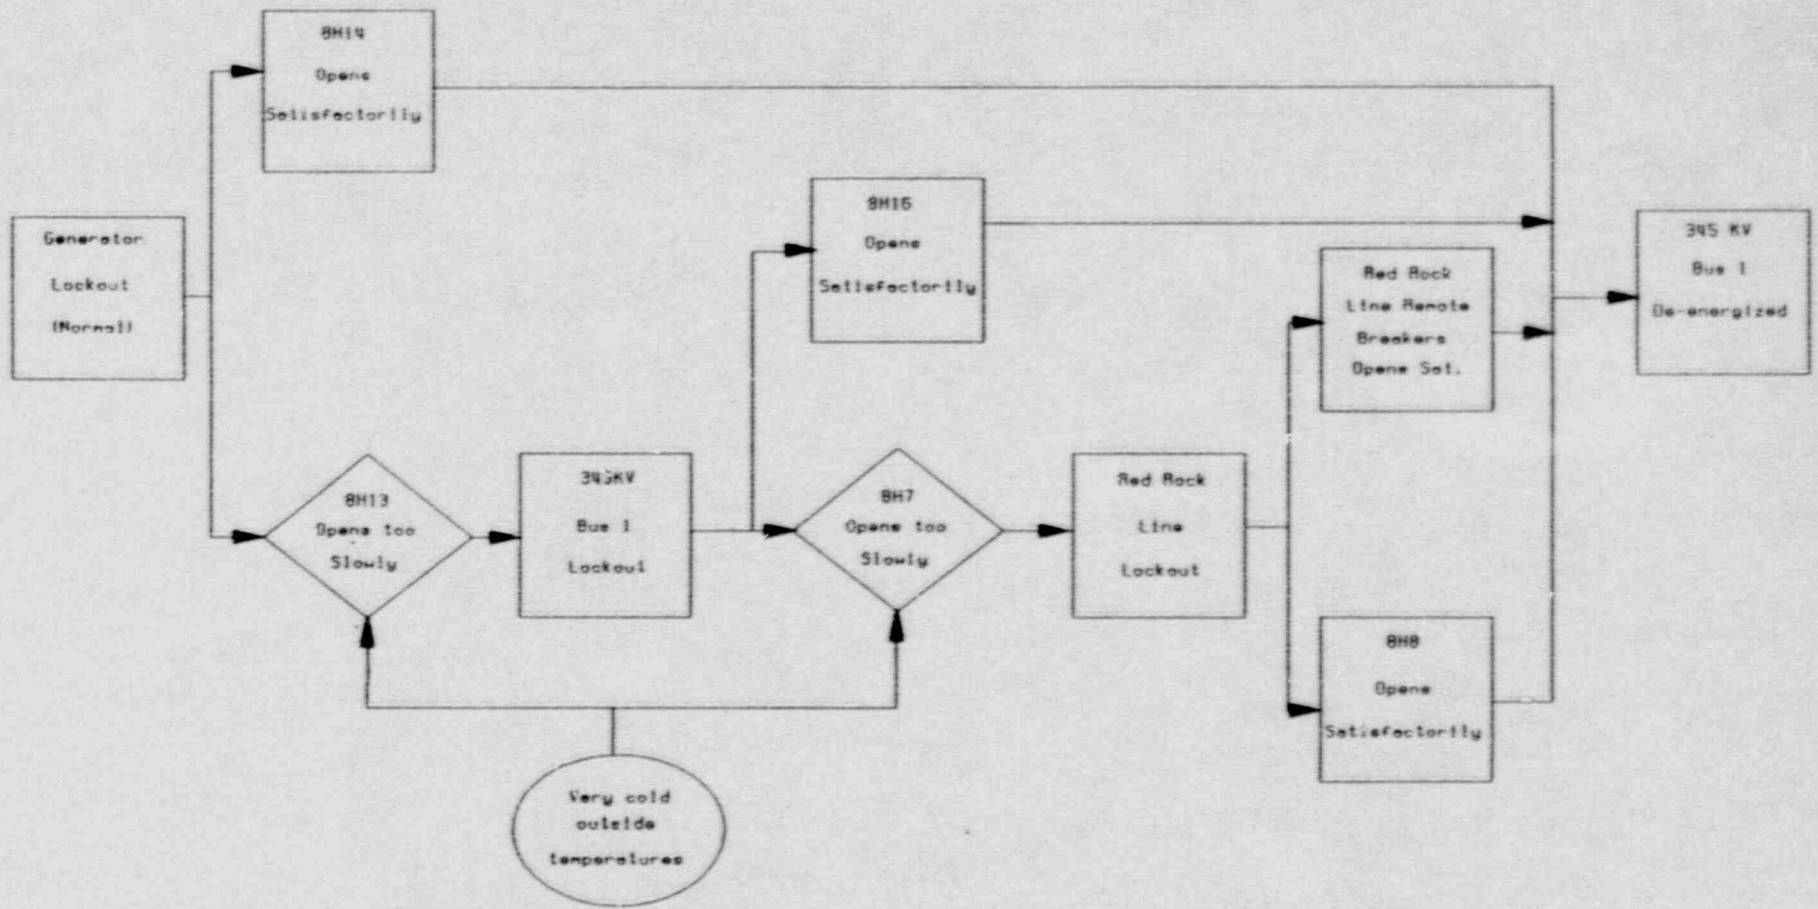 8H14
Opens
Satisfactorily
Generator
Lockout
(Normal)
8H13
Opens too
Slowly
345KV
Bus 1
Lockout
8H16
Opens
Satisfactorily
8H7
Opens too
Slowly
Red Rock
Line
Lockout
Red Rock
Line Remote
Breakers
Opens Sat.
8H8
Opens
Satisfactorily
345 KV
Bus 1
De-energized
Very cold
outside
temperatures